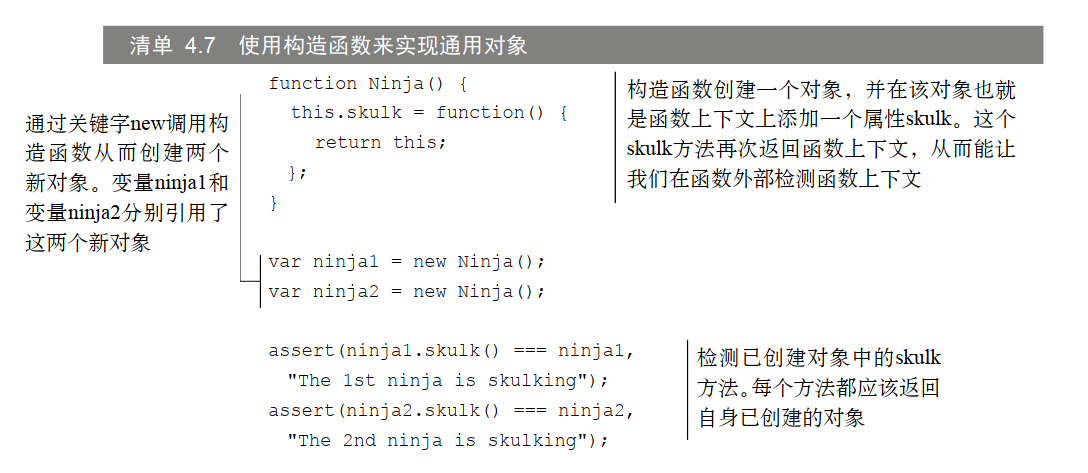 清单 4.7 使用构造函数来实现通用对象
function Ninja() {
this.skulk = function() {
return this;
};
}
构造函数创建一个对象，并在该对象也就
是函数上下文上添加一个属性skulk。这个
skulk方法再次返回函数上下文，从而能让
我们在函数外部检测函数上下文
通过关键字new调用构
造函数从而创建两个
新对象。变量ninja1和
变量ninja2分别引用了
这两个新对象
var ninja1 = new Ninja();
var ninja2 = new Ninja();
assert(ninja1.skulk() === ninja1,
"The 1st ninja is skulking");
assert(ninja2.skulk() === ninja2,
"The 2nd ninja is skulking");
检测已创建对象中的skulk
方法。每个方法都应该返回
自身已创建的对象